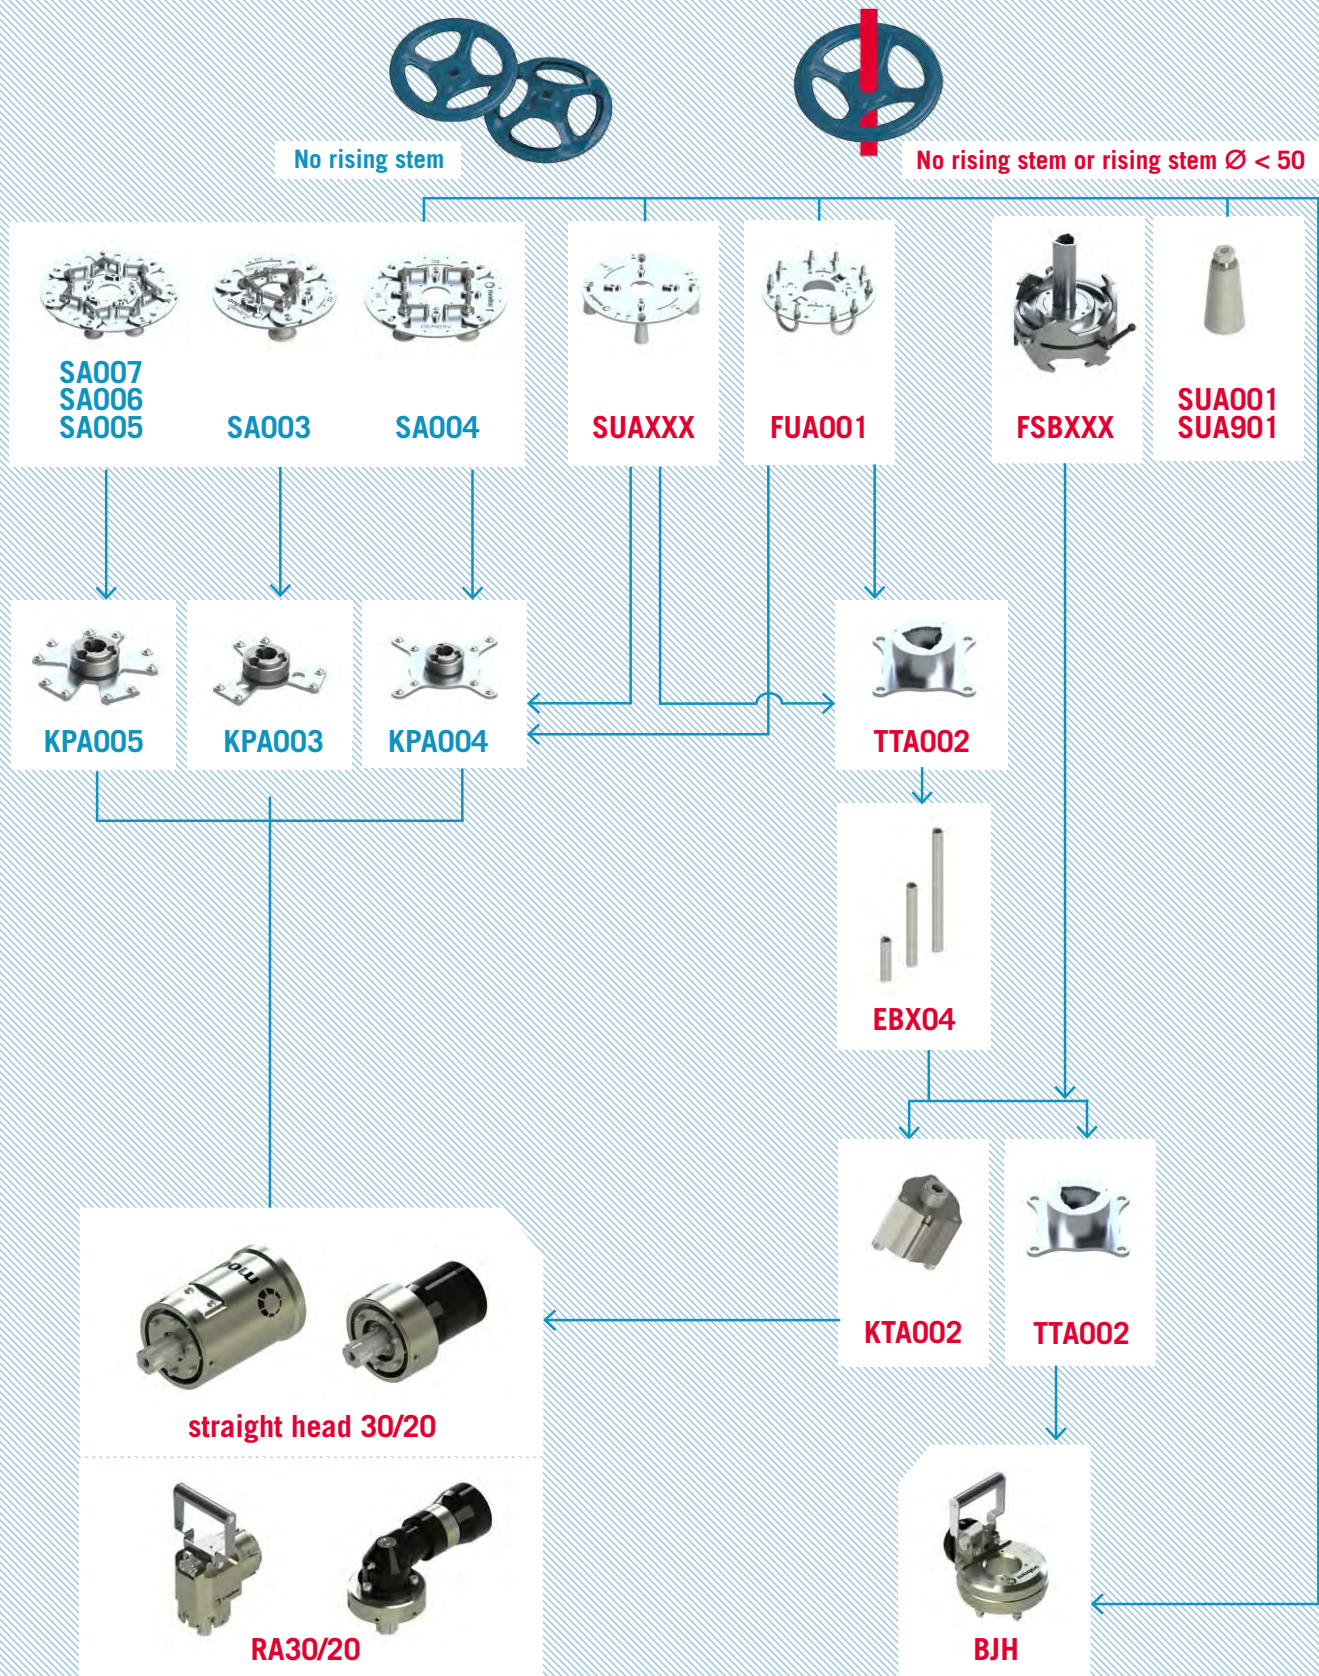 No rising stem
No rising stem or rising stem Ø < 50
SA007
SA006
SA005
SA003
SA004
SUAXXX
FUA001
FSBXXX
SUA001
SUA901
KPA005
KPA003
KPA004
TTA002
EBX04
KTA002
TTA002
straight head 30/20
RA30/20
BJH